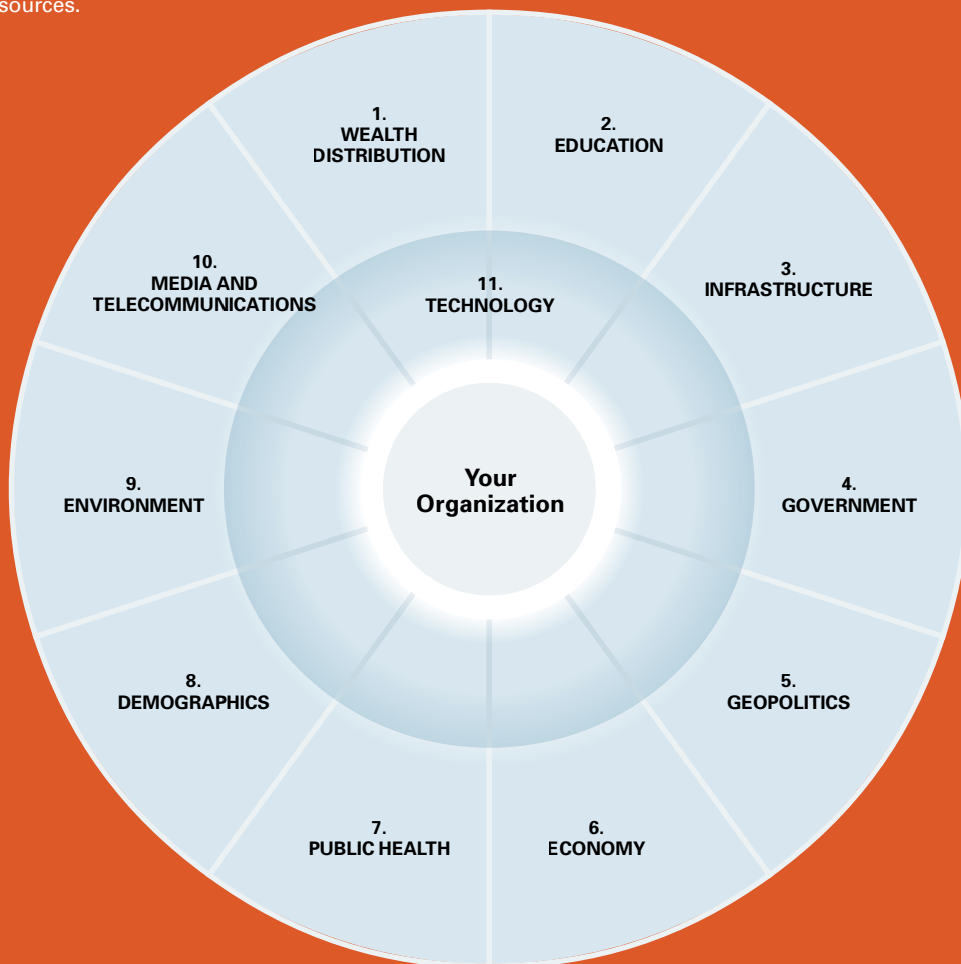 sources.
1.
WEALTH
DISTRIBUTION
2.
EDUCATION
3.
INFRASTRUCTURE
4.
GOVERNMENT
5.
GEOPOLITICS
6.
ECONOMY
7.
PUBLIC HEALTH
8.
DEMOGRAPHICS
9.
ENVIRONMENT
10.
MEDIA AND
TELECOMMUNICATIONS
11.
TECHNOLOGY
Your
Organization